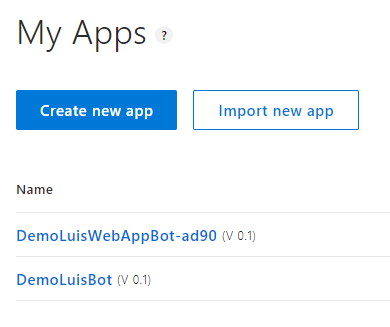 My Apps ?
Create new app Import new app
Name
DemoLuisWebAppBot-ad90 (V 0.1)
DemoLuisBot (V 0.1)